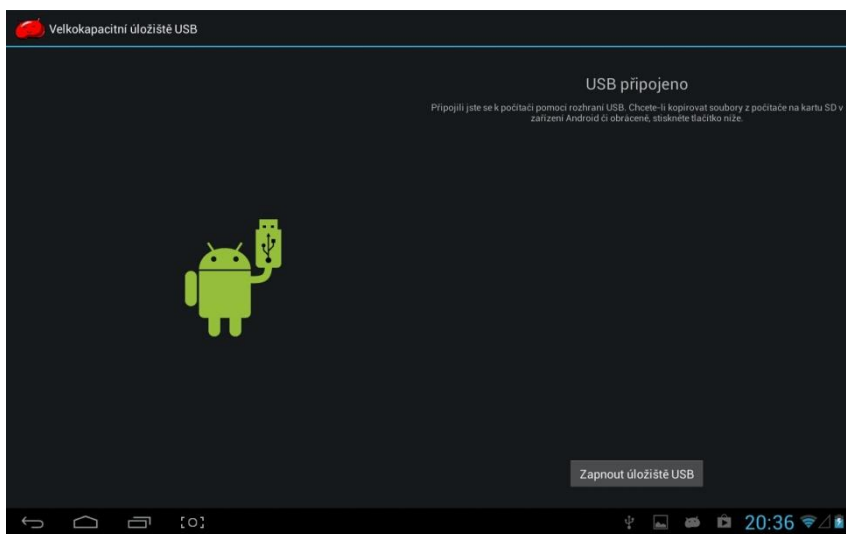 Velkokapacitní úložiště USB
USB připojeno
Připojili jste se k počítači pomocí rozhraní USB. Chcete-li kopírovat soubory z počítače na kartu SD v
zařízení Android či obráceně, stiskněte tlačítko níže.
Zapnout úložiště USB
20:36